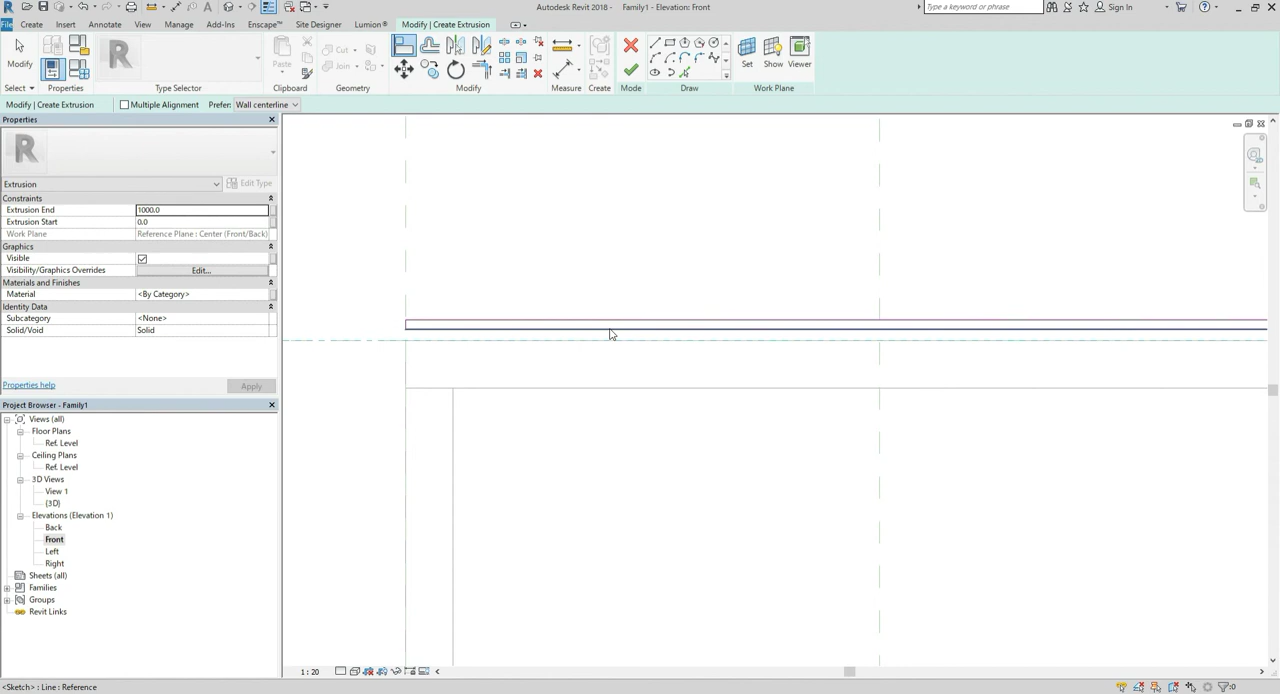 Autodesk Revit 2018 - Family1 - Elevation: Front
Type a keyword or phrase
Sign In
File Create Insert Annotate View Manage Add-Ins Enscape™ Site Designer Lumion® Modify | Create Extrusion
Modify
Paste
Cut
Join
Set Show Viewer
Select Properties Type Selector Clipboard Geometry Modify Measure Create Mode Draw Work Plane
Modify | Create Extrusion Multiple Alignment Prefer: Wall centerline
Properties
Extrusion Edit Type
Constraints
Extrusion End 1000.0
Extrusion Start 0.0
Work Plane Reference Plane : Center (Front/Back)
Graphics
Visible
Visibility/Graphics Overrides Edit...
Materials and Finishes
Material <By Category>
Identity Data
Subcategory <None>
Solid/Void Solid
Properties help Apply
Project Browser - Family1
Views (all)
Floor Plans
Ref. Level
Ceiling Plans
Ref. Level
3D Views
View 1
{3D}
Elevations (Elevation 1)
Back
Front
Left
Right
Sheets (all)
Families
Groups
Revit Links
1 : 20
<Sketch> : Line : Reference
:0